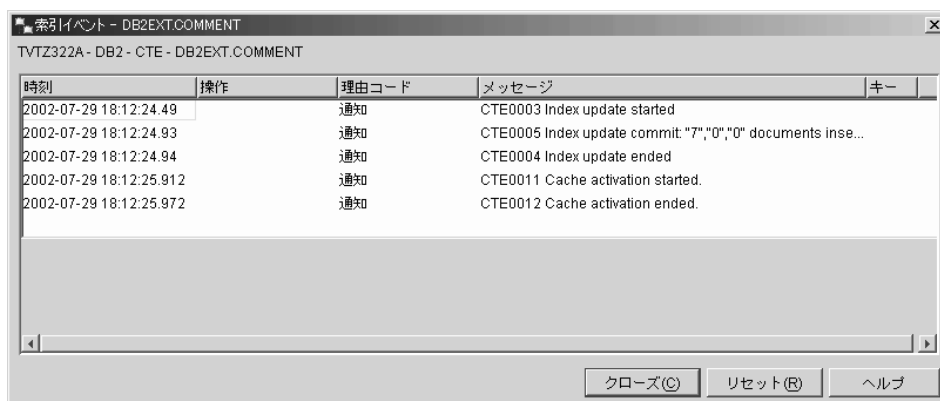 索引イベント - DB2EXT.COMMENT
TVTZ322A - DB2 - CTE - DB2EXT.COMMENT
時刻 操作 理由コード メッセージ キー
2002-07-29 18:12:24.49 通知 CTE0003 Index update started
2002-07-29 18:12:24.93 通知 CTE0005 Index update commit: "7","0","0" documents inse...
2002-07-29 18:12:24.94 通知 CTE0004 Index update ended
2002-07-29 18:12:25.912 通知 CTE0011 Cache activation started.
2002-07-29 18:12:25.972 通知 CTE0012 Cache activation ended.
クローズ(C) リセット(R) ヘルプ